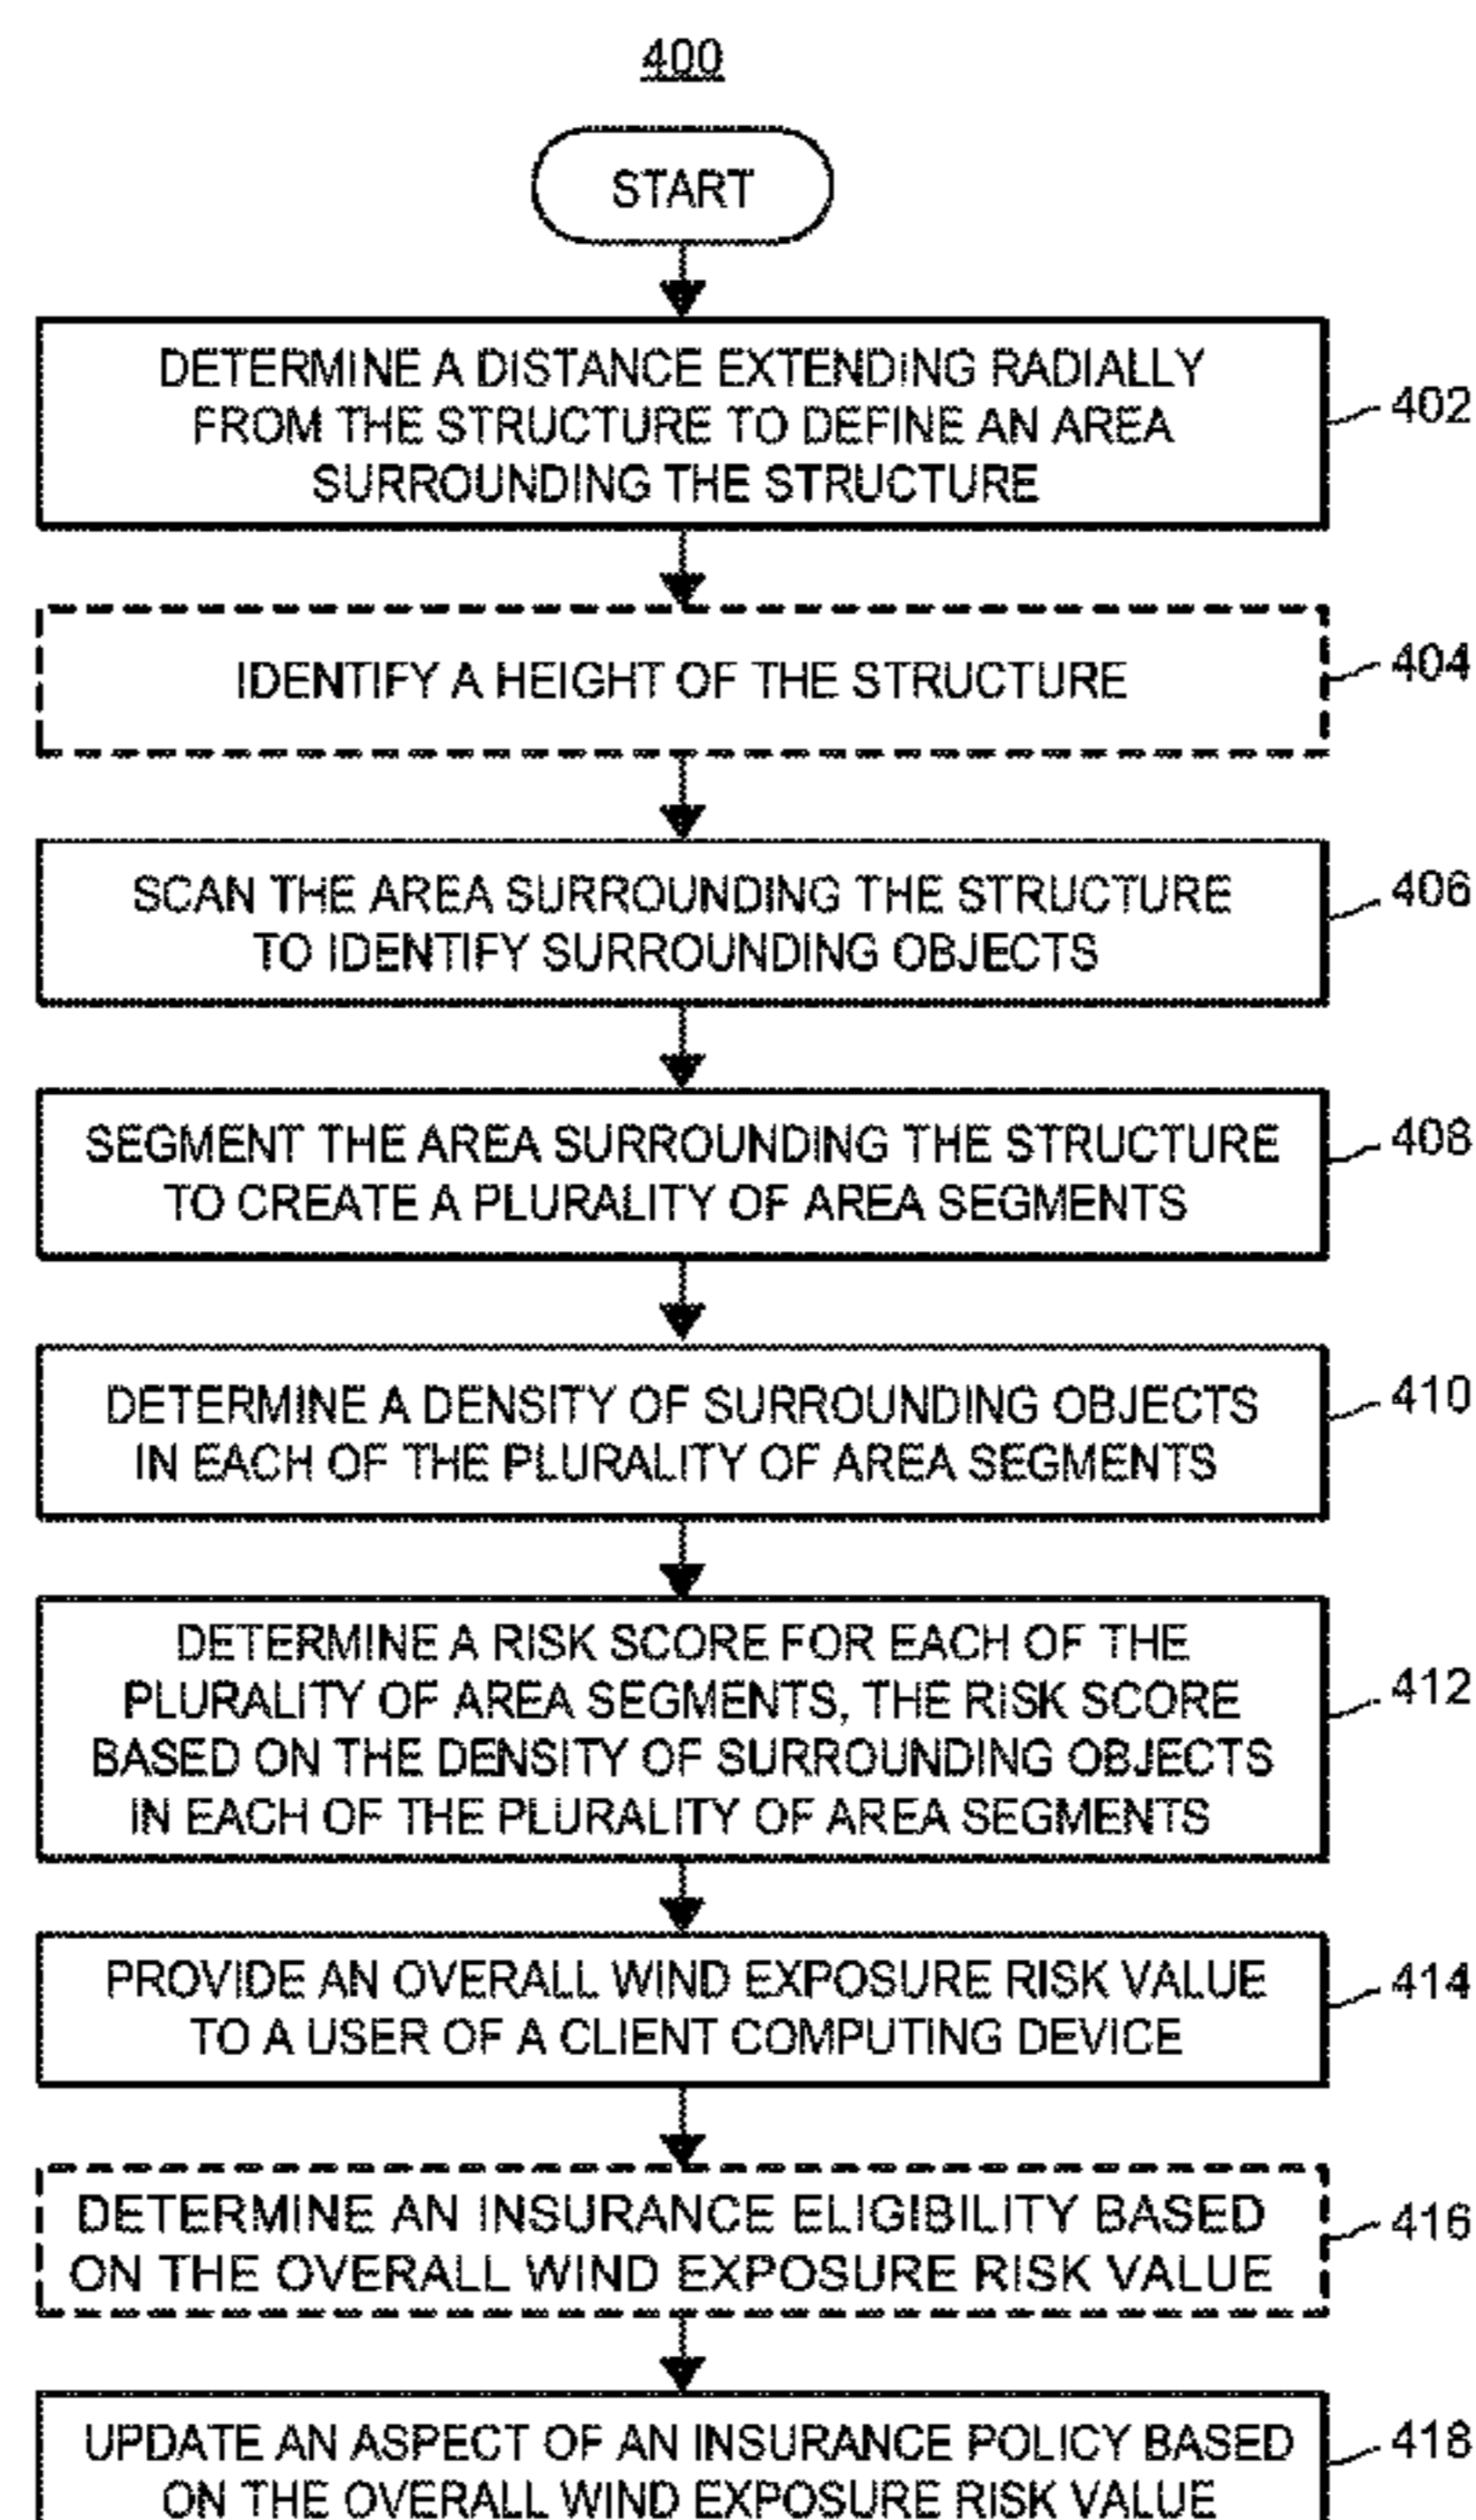 400
START
DETERMINE A DISTANCE EXTENDING RADIALLY
FROM THE STRUCTURE TO DEFINE AN AREA
SURROUNDING THE STRUCTURE
402
IDENTIFY A HEIGHT OF THE STRUCTURE
404
SCAN THE AREA SURROUNDING THE STRUCTURE
TO IDENTIFY SURROUNDING OBJECTS
406
SEGMENT THE AREA SURROUNDING THE STRUCTURE
TO CREATE A PLURALITY OF AREA SEGMENTS
408
DETERMINE A DENSITY OF SURROUNDING OBJECTS
IN EACH OF THE PLURALITY OF AREA SEGMENTS
410
DETERMINE A RISK SCORE FOR EACH OF THE
PLURALITY OF AREA SEGMENTS, THE RISK SCORE
BASED ON THE DENSITY OF SURROUNDING OBJECTS
IN EACH OF THE PLURALITY OF AREA SEGMENTS
412
PROVIDE AN OVERALL WIND EXPOSURE RISK VALUE
TO A USER OF A CLIENT COMPUTING DEVICE
414
DETERMINE AN INSURANCE ELIGIBILITY BASED
ON THE OVERALL WIND EXPOSURE RISK VALUE
416
UPDATE AN ASPECT OF AN INSURANCE POLICY BASED
ON THE OVERALL WIND EXPOSURE RISK VALUE
418